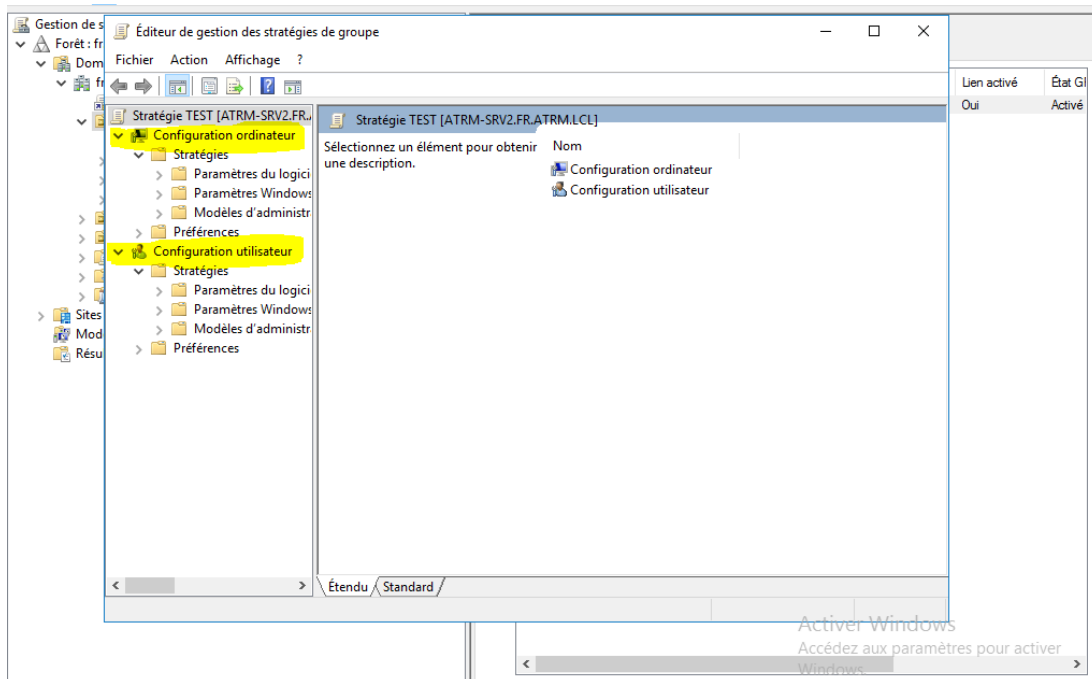 Gestion de s
Forêt : fr
Dom
fr
Sites
Mod
Résu
Éditeur de gestion des stratégies de groupe
Fichier Action Affichage ?
Stratégie TEST [ATRM-SRV2.FR.
Configuration ordinateur
Stratégies
Paramètres du logici
Paramètres Windows
Modèles d'administr
Préférences
Configuration utilisateur
Stratégies
Paramètres du logici
Paramètres Windows
Modèles d'administr
Préférences
Stratégie TEST [ATRM-SRV2.FR.ATRM.LCL]
Sélectionnez un élément pour obtenir
une description.
Nom
Configuration ordinateur
Configuration utilisateur
Étendu Standard
Lien activé État GI
Oui Activé
Activer Windows
Accédez aux paramètres pour activer
Windows.